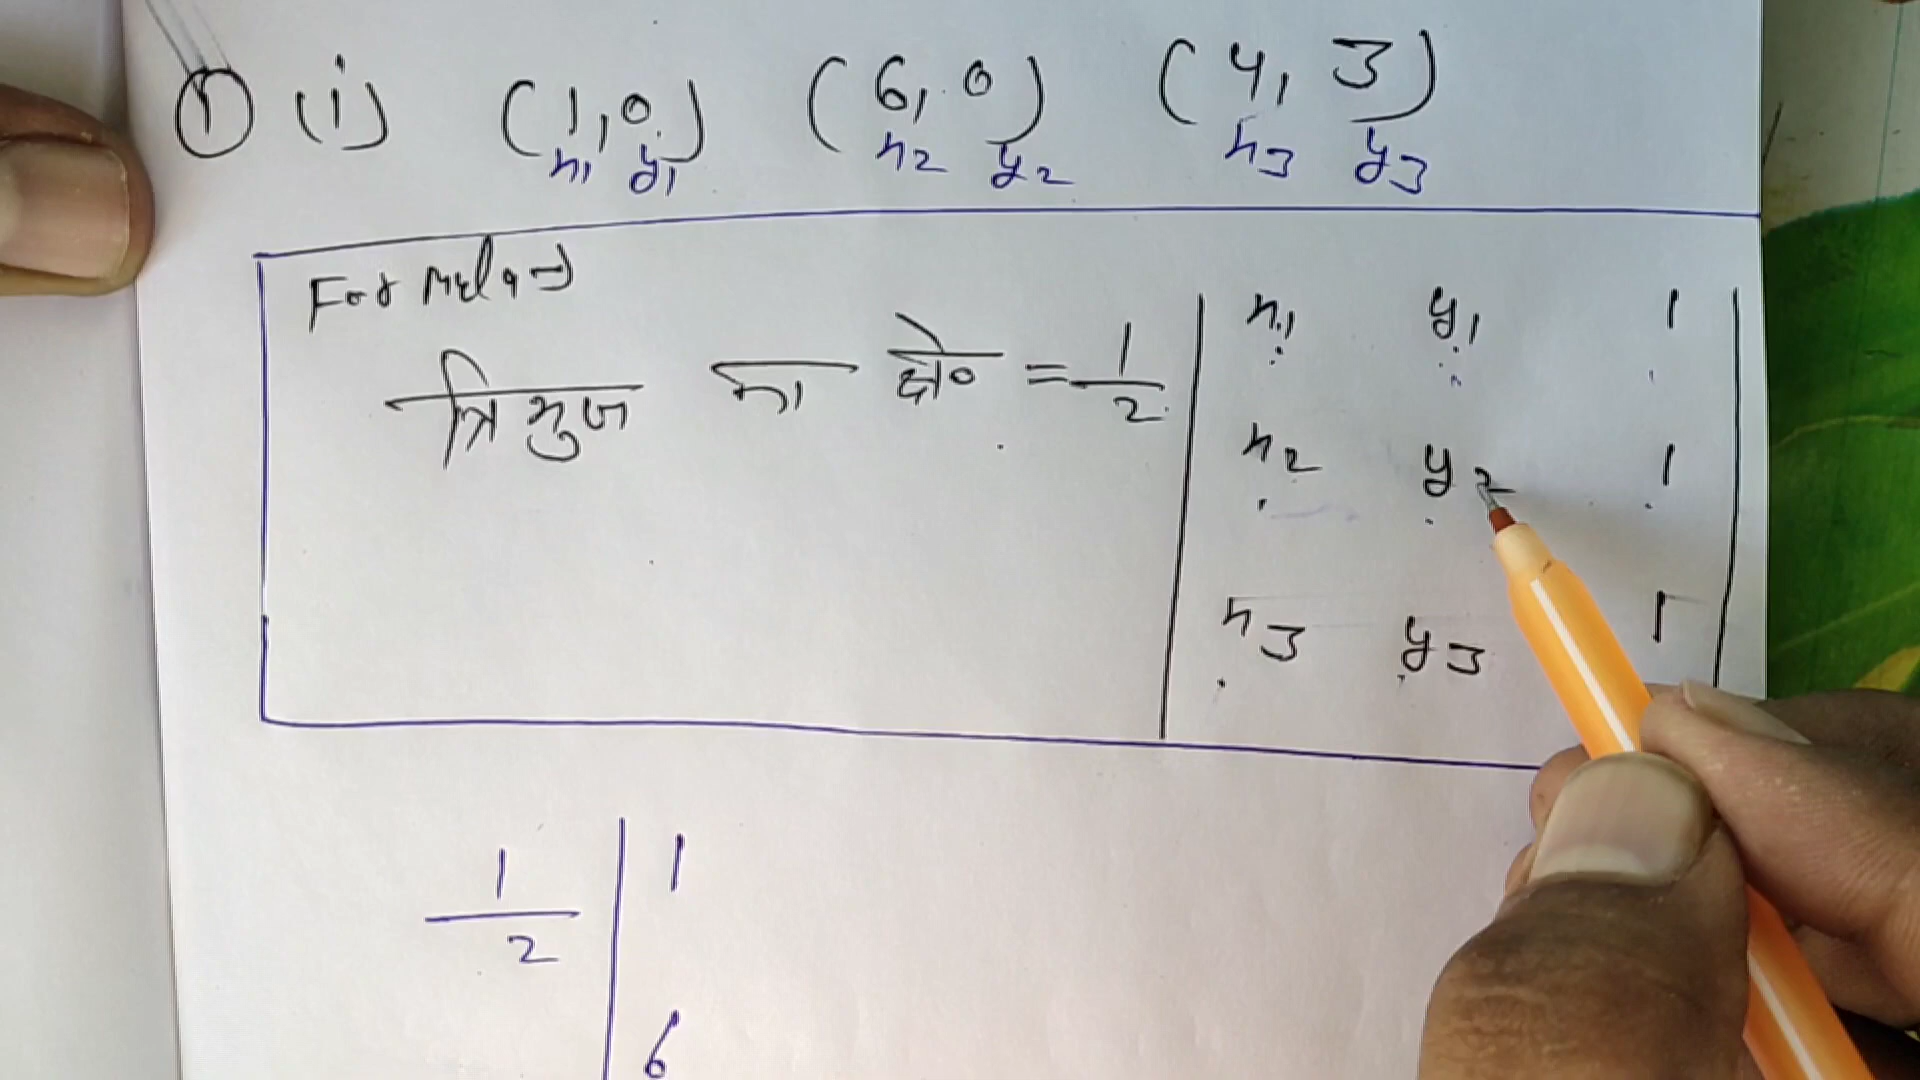 ① (i) (1, 0) (6, 0) (4, 3)
x1 y1 x2 y2 x3 y3
Formula →
त्रिभुज का क्षे० = 1/2 | x1 y1 1
x2 y2 1
x3 y3 1 |
1/2 | 1
6